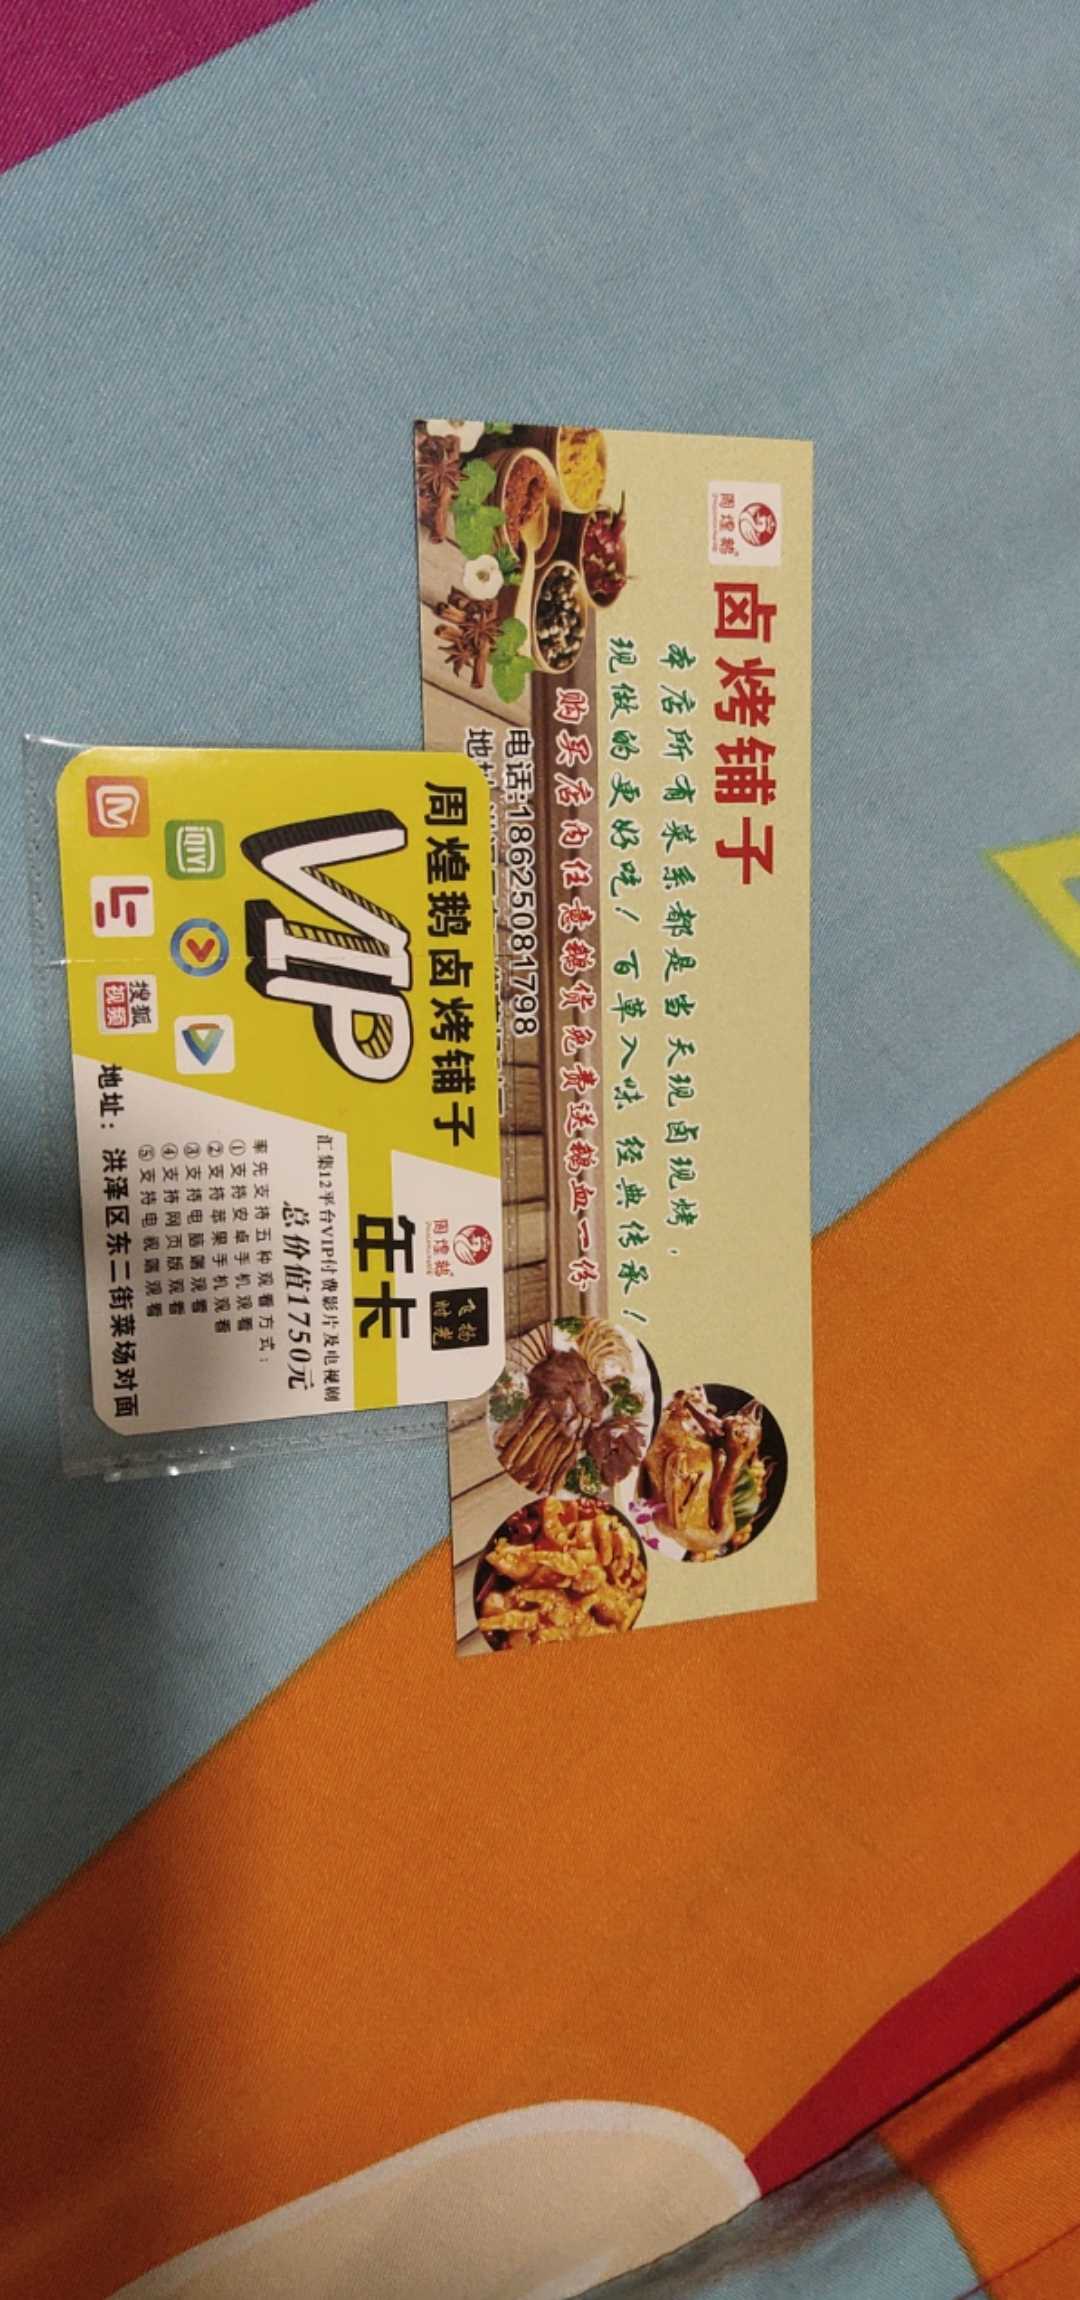 周煌鹅
卤烤铺子
本店所有菜系都是当天现卤现烤，
现做的更好吃！百草入味 经典传承！
购买店内任意鹅货免费送鹅血一份
电话:18625081798
周煌鹅卤烤铺子
周煌鹅
飞扬
时光
VIP
年卡
汇集12平台VIP付费影片及电视剧
总价值1750元
iQIYI
率先支持五种观看方式：
①支持安卓手机观看
②支持苹果手机观看
③支持电脑端观看
④支持网页版观看
⑤支持电视端观看
搜狐
视频
地址：洪泽区东二街菜场对面